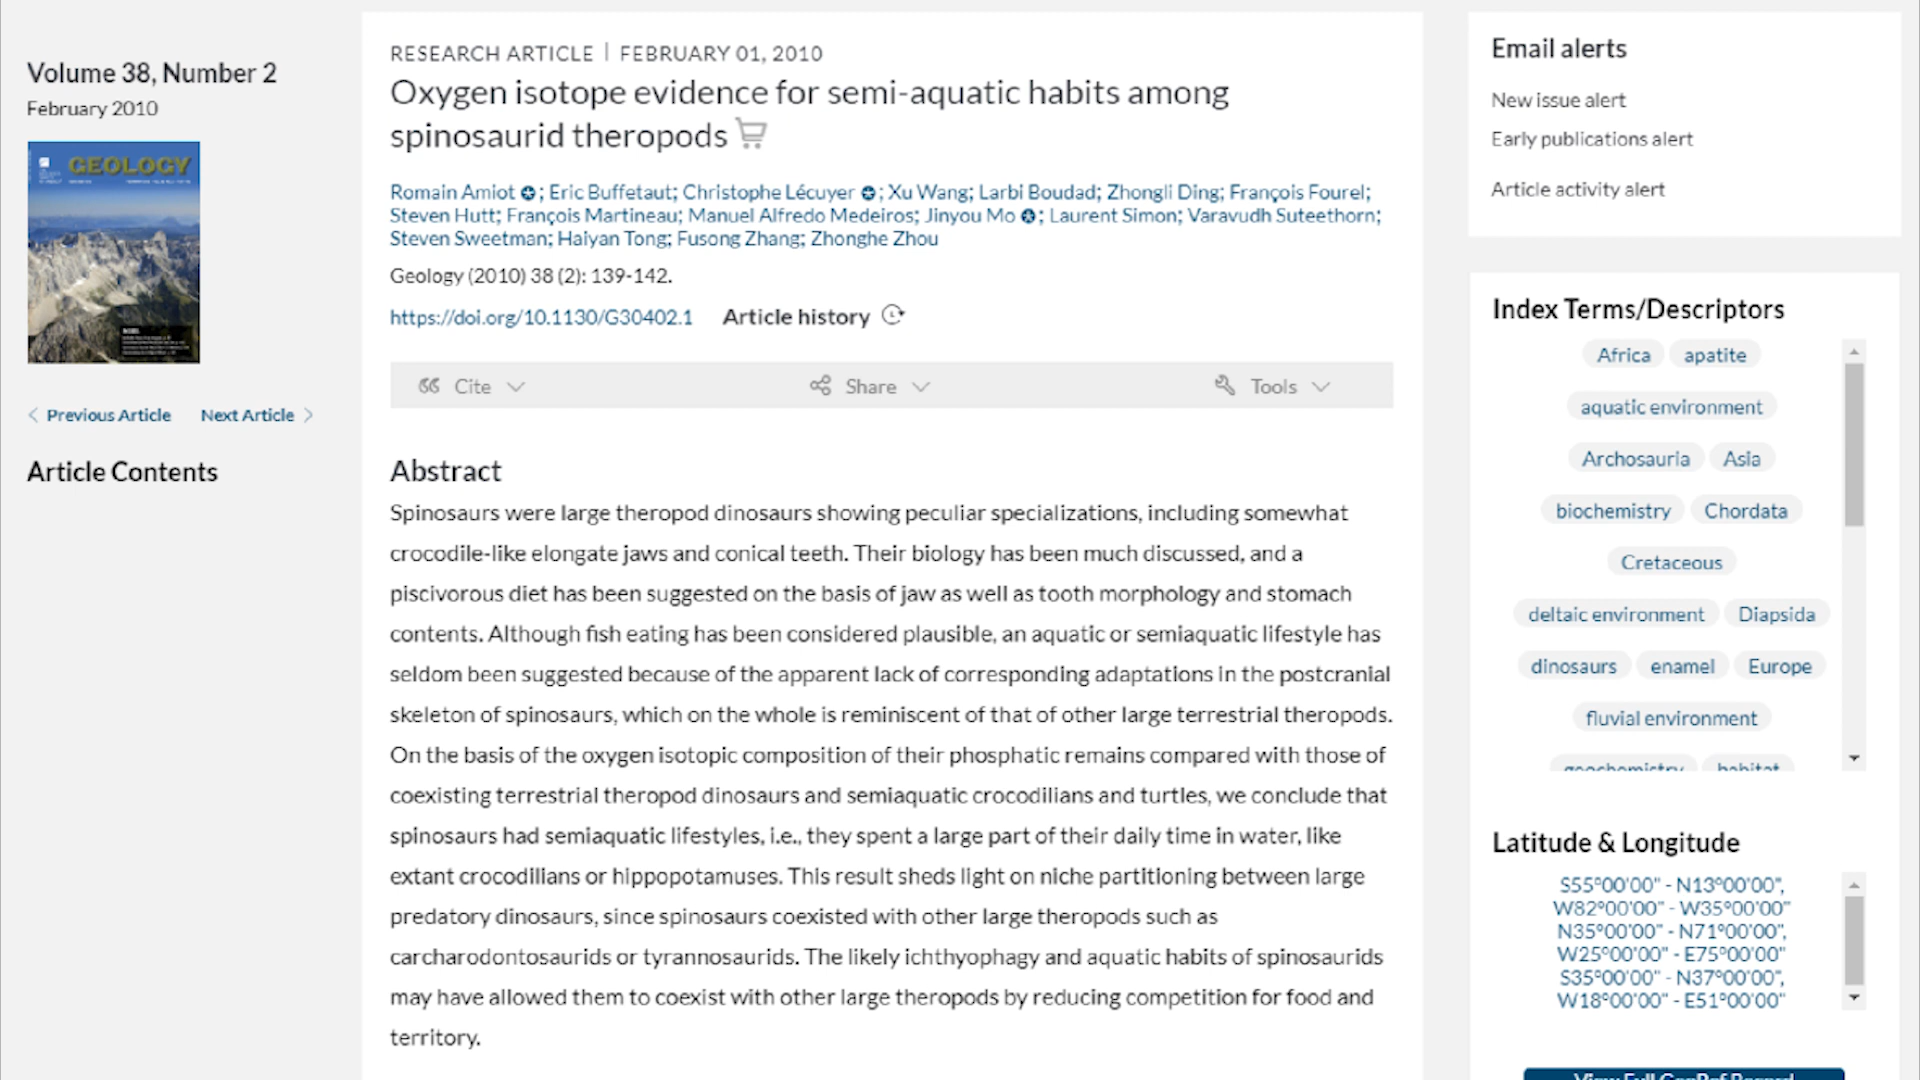 Volume 38, Number 2
February 2010
GEOLOGY
Previous Article
Next Article
Article Contents
RESEARCH ARTICLE | FEBRUARY 01, 2010
Oxygen isotope evidence for semi-aquatic habits among
spinosaurid theropods
Romain Amiot; Eric Buffetaut; Christophe Lécuyer; Xu Wang; Larbi Boudad; Zhongli Ding; François Fourel;
Steven Hutt; François Martineau; Manuel Alfredo Medeiros; Jinyou Mo; Laurent Simon; Varavudh Suteethorn;
Steven Sweetman; Haiyan Tong; Fusong Zhang; Zhonghe Zhou
Geology (2010) 38 (2): 139-142.
https://doi.org/10.1130/G30402.1 Article history
Cite Share Tools
Abstract
Spinosaurs were large theropod dinosaurs showing peculiar specializations, including somewhat
crocodile-like elongate jaws and conical teeth. Their biology has been much discussed, and a
piscivorous diet has been suggested on the basis of jaw as well as tooth morphology and stomach
contents. Although fish eating has been considered plausible, an aquatic or semiaquatic lifestyle has
seldom been suggested because of the apparent lack of corresponding adaptations in the postcranial
skeleton of spinosaurs, which on the whole is reminiscent of that of other large terrestrial theropods.
On the basis of the oxygen isotopic composition of their phosphatic remains compared with those of
coexisting terrestrial theropod dinosaurs and semiaquatic crocodilians and turtles, we conclude that
spinosaurs had semiaquatic lifestyles, i.e., they spent a large part of their daily time in water, like
extant crocodilians or hippopotamuses. This result sheds light on niche partitioning between large
predatory dinosaurs, since spinosaurs coexisted with other large theropods such as
carcharodontosaurids or tyrannosaurids. The likely ichthyophagy and aquatic habits of spinosaurids
may have allowed them to coexist with other large theropods by reducing competition for food and
territory.
Email alerts
New issue alert
Early publications alert
Article activity alert
Index Terms/Descriptors
Africa apatite
aquatic environment
Archosauria Asia
biochemistry Chordata
Cretaceous
deltaic environment Diapsida
dinosaurs enamel Europe
fluvial environment
geochemistry habitat
Latitude & Longitude
S55°00'00" - N13°00'00",
W82°00'00" - W35°00'00"
N35°00'00" - N71°00'00",
W25°00'00" - E75°00'00"
S35°00'00" - N37°00'00",
W18°00'00" - E51°00'00"
View Full GeoRef Record